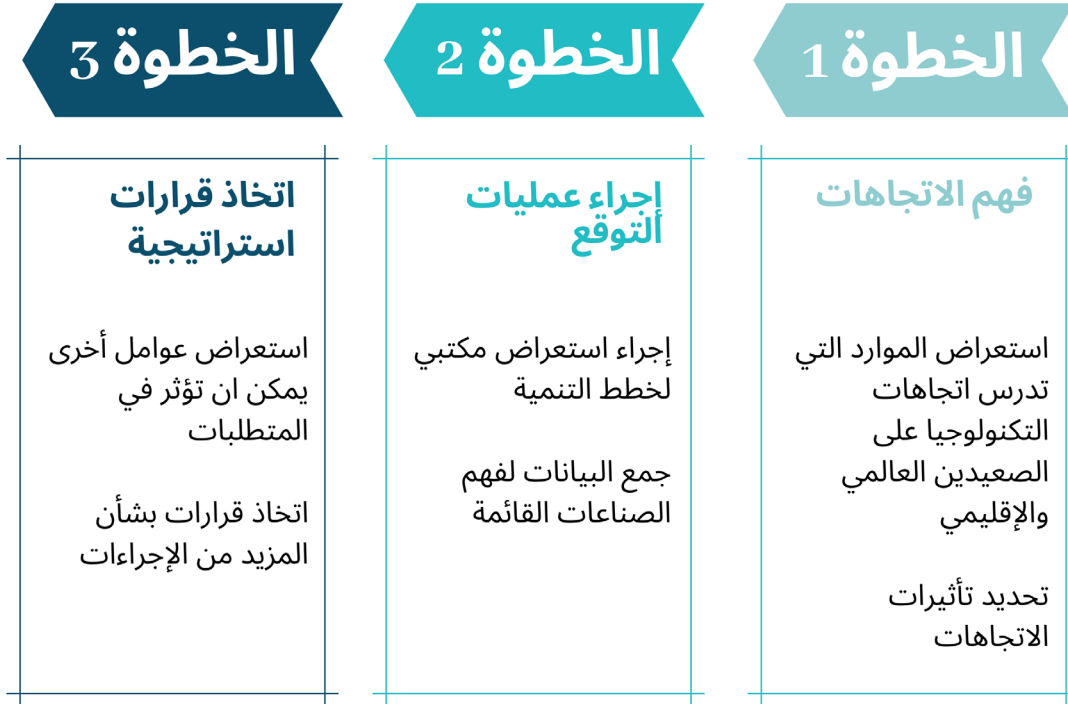 الخطوة 1
فهم الاتجاهات
استعراض الموارد التي
تدرس اتجاهات
التكنولوجيا على
الصعيدين العالمي
والإقليمي
تحديد تأثيرات
الاتجاهات
الخطوة 2
إجراء عمليات
التوقع
إجراء استعراض مكتبي
لخطط التنمية
جمع البيانات لفهم
الصناعات القائمة
الخطوة 3
اتخاذ قرارات
استراتيجية
استعراض عوامل أخرى
يمكن ان تؤثر في
المتطلبات
اتخاذ قرارات بشأن
المزيد من الإجراءات